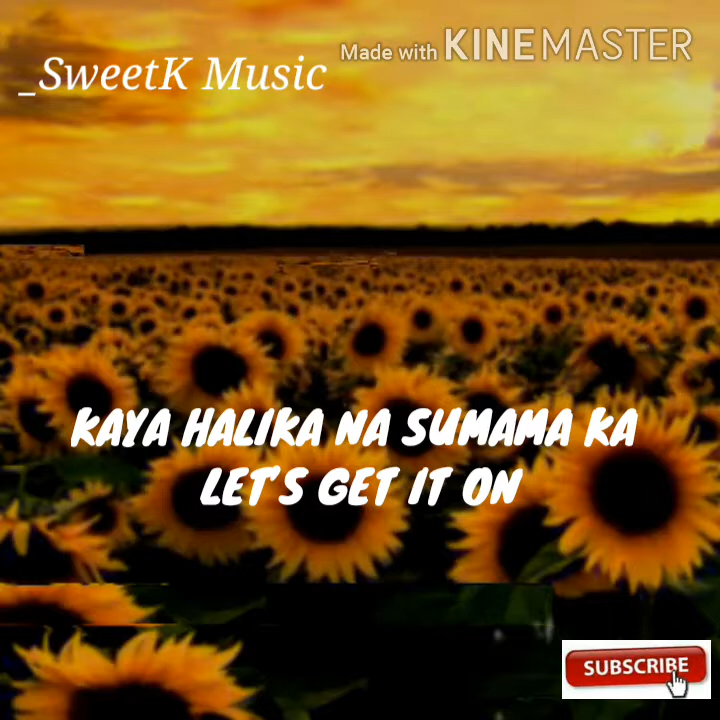 _SweetK Music
Made with KINEMASTER
KAYA HALIKA NA SUMAMA KA
LET'S GET IT ON
SUBSCRIBE